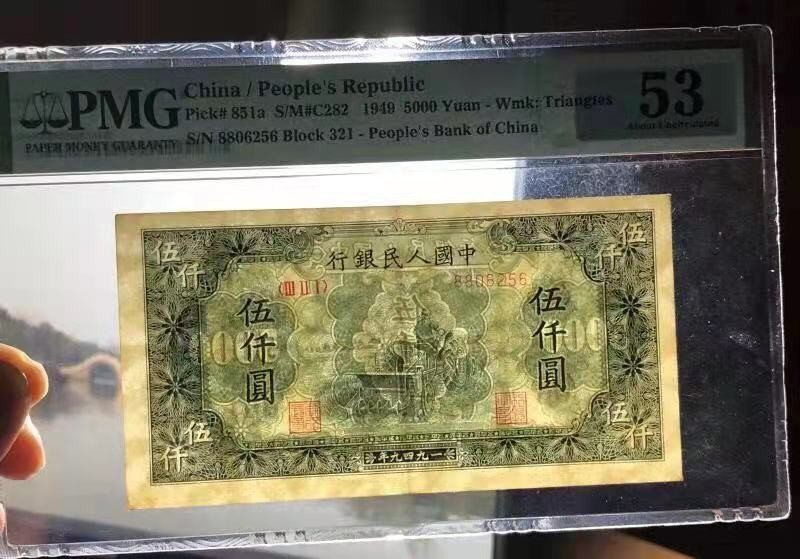 PMG
PAPER MONEY GUARANTY
China / People's Republic
Pick# 851a S/M#C282 1949 5000 Yuan - Wmk: Triangles
S/N 8806256 Block 321 - People's Bank of China
53
About Uncirculated
行銀民人國中
(III II I)
8806256
伍仟
伍仟
伍仟圓
伍仟圓
伍仟
伍仟
年九四九一